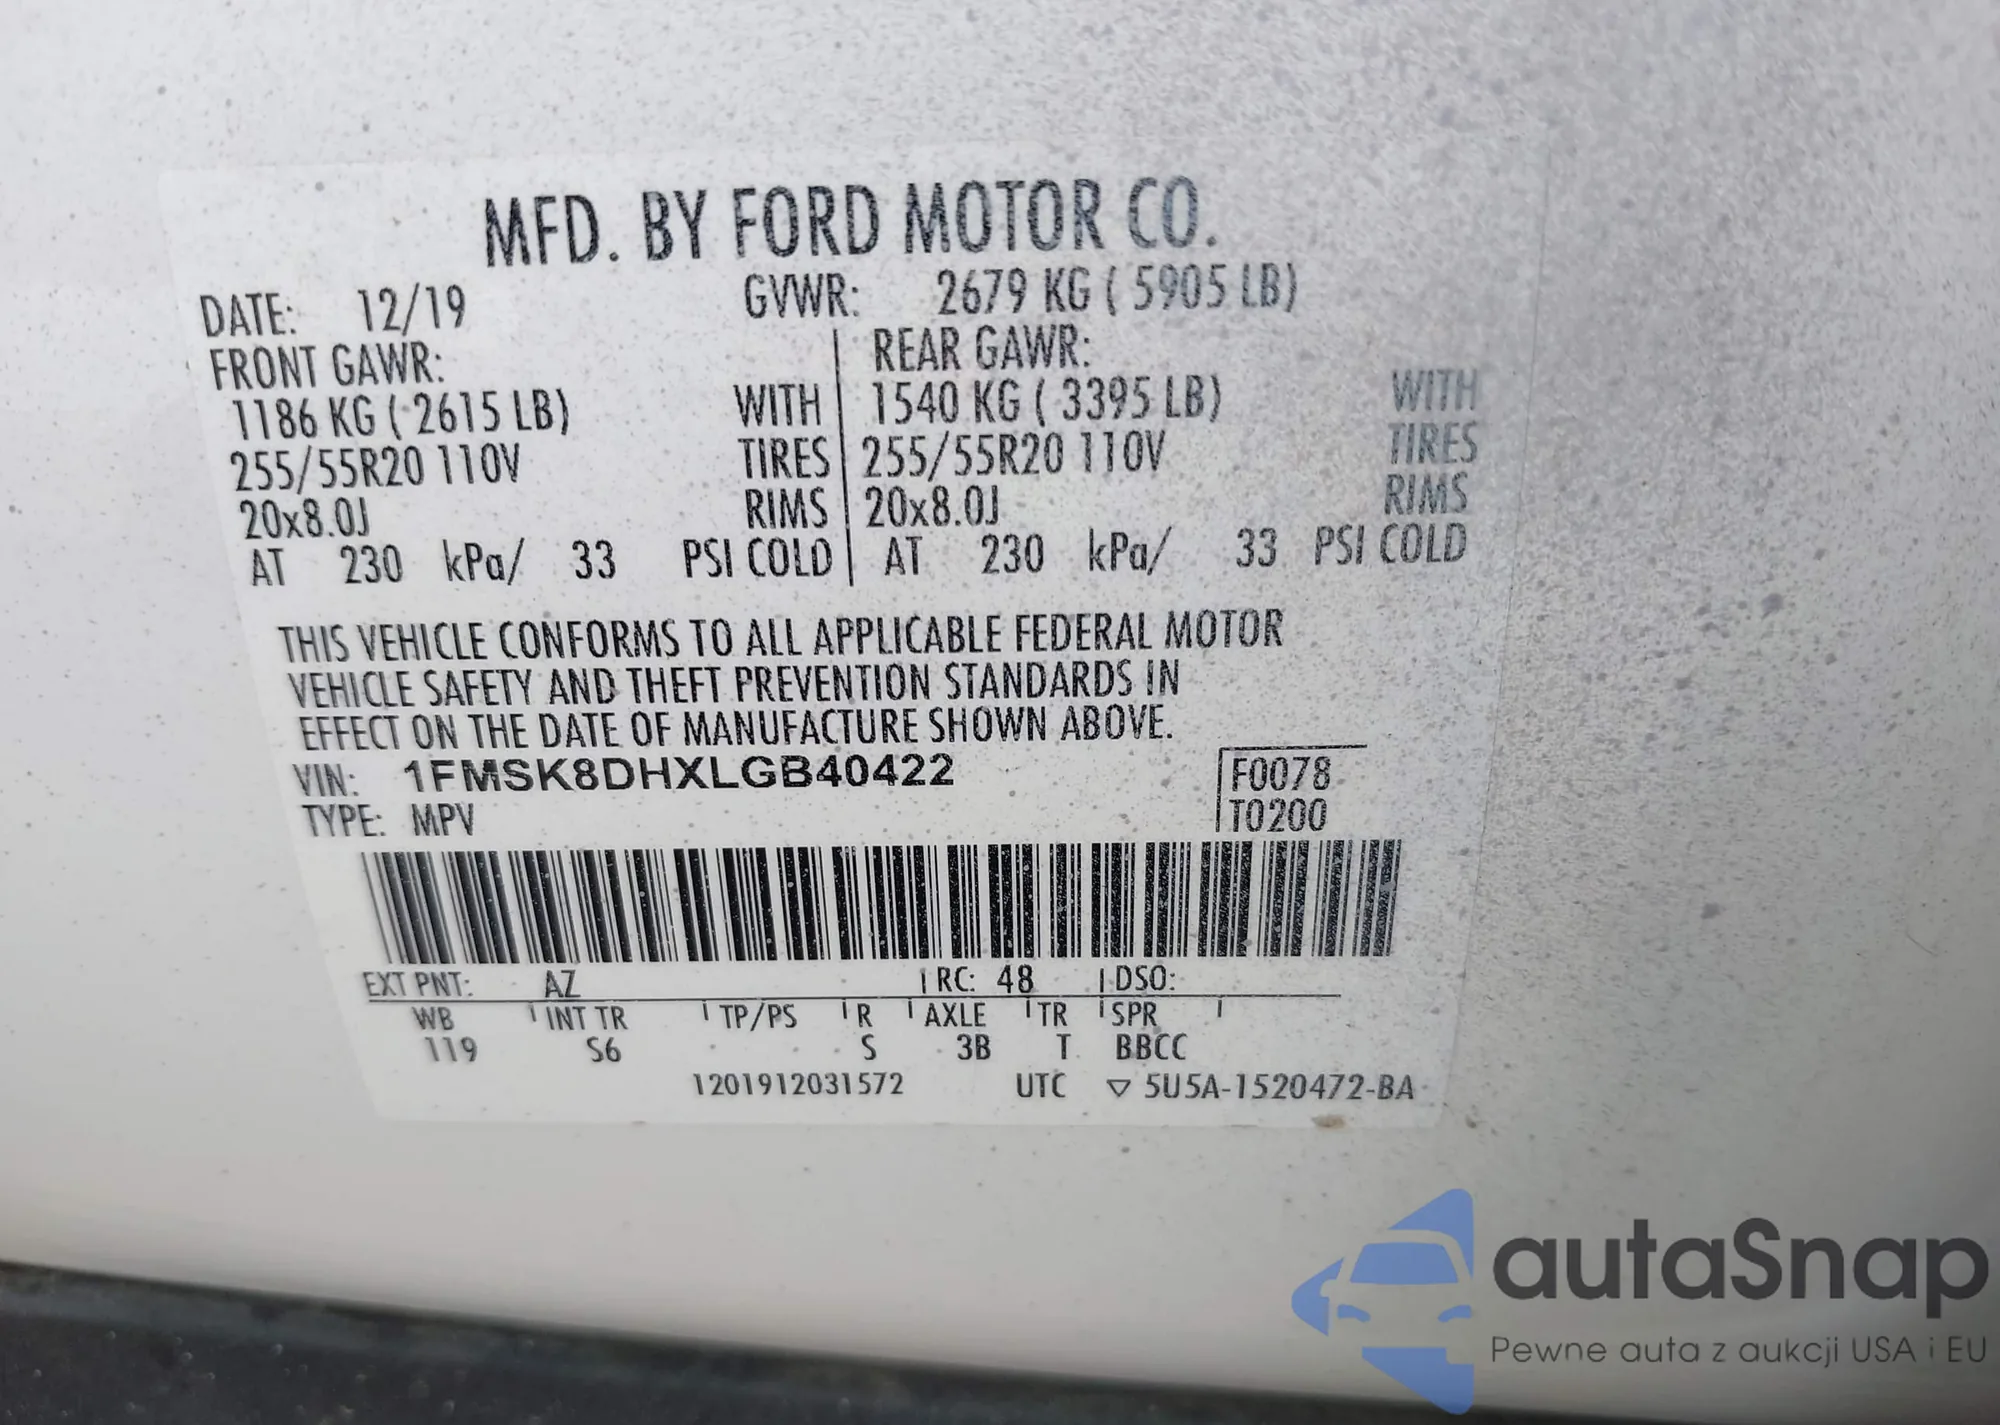 MFD. BY FORD MOTOR CO.
DATE: 12/19 GVWR: 2679 KG ( 5905 LB)
FRONT GAWR: REAR GAWR:
1186 KG ( 2615 LB) WITH 1540 KG ( 3395 LB) WITH
255/55R20 110V TIRES 255/55R20 110V TIRES
20x8.0J RIMS 20x8.0J RIMS
AT 230 kPa/ 33 PSI COLD AT 230 kPa/ 33 PSI COLD
THIS VEHICLE CONFORMS TO ALL APPLICABLE FEDERAL MOTOR
VEHICLE SAFETY AND THEFT PREVENTION STANDARDS IN
EFFECT ON THE DATE OF MANUFACTURE SHOWN ABOVE.
VIN: 1FMSK8DHXLGB40422 F0078
TYPE: MPV T0200
EXT PNT: AZ RC: 48 DSO:
WB INT TR TP/PS R AXLE TR SPR
119 S6 S 3B T BBCC
1201912031572 UTC ▽ 5U5A-1520472-BA
autaSnap
Pewne auta z aukcji USA i EU